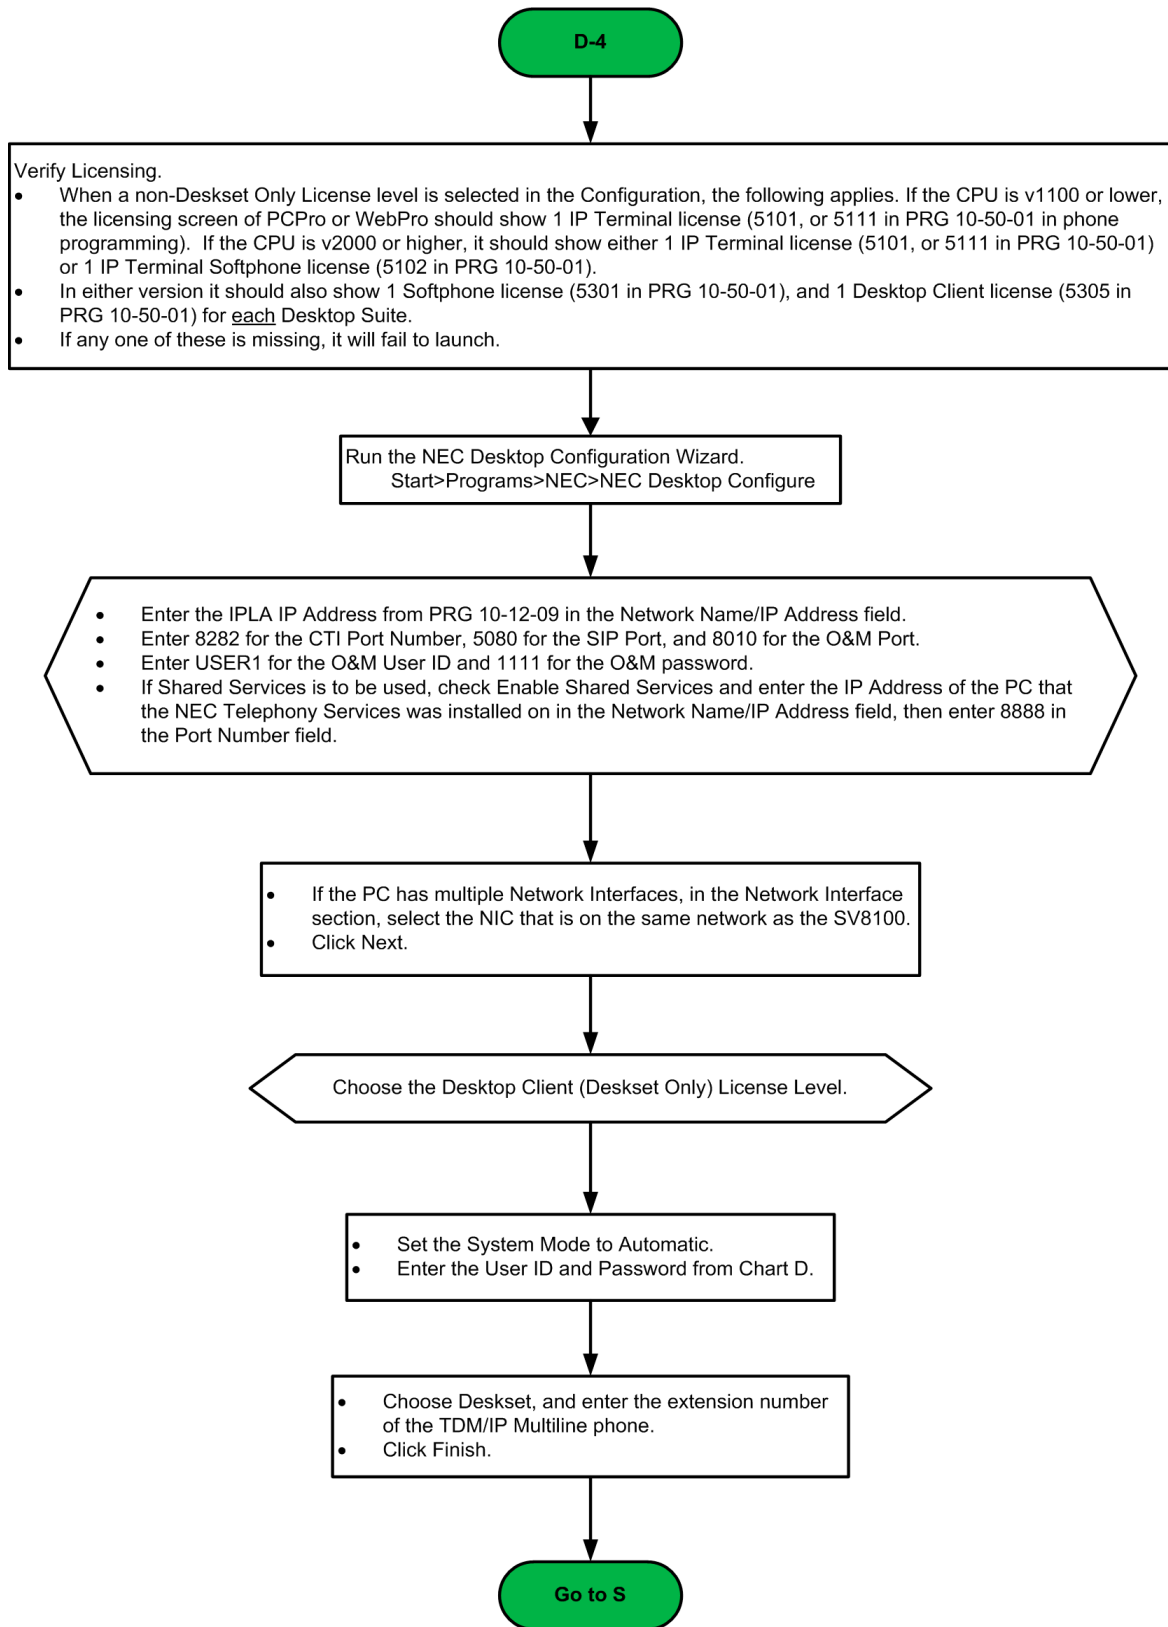 D-4
Verify Licensing.
• When a non-Deskset Only License level is selected in the Configuration, the following applies. If the CPU is v1100 or lower,
the licensing screen of PCPro or WebPro should show 1 IP Terminal license (5101, or 5111 in PRG 10-50-01 in phone
programming).  If the CPU is v2000 or higher, it should show either 1 IP Terminal license (5101, or 5111 in PRG 10-50-01)
or 1 IP Terminal Softphone license (5102 in PRG 10-50-01).
• In either version it should also show 1 Softphone license (5301 in PRG 10-50-01), and 1 Desktop Client license (5305 in
PRG 10-50-01) for each Desktop Suite.
• If any one of these is missing, it will fail to launch.
Run the NEC Desktop Configuration Wizard.
Start>Programs>NEC>NEC Desktop Configure
• Enter the IPLA IP Address from PRG 10-12-09 in the Network Name/IP Address field.
• Enter 8282 for the CTI Port Number, 5080 for the SIP Port, and 8010 for the O&M Port.
• Enter USER1 for the O&M User ID and 1111 for the O&M password.
• If Shared Services is to be used, check Enable Shared Services and enter the IP Address of the PC that
the NEC Telephony Services was installed on in the Network Name/IP Address field, then enter 8888 in
the Port Number field.
• If the PC has multiple Network Interfaces, in the Network Interface
section, select the NIC that is on the same network as the SV8100.
• Click Next.
Choose the Desktop Client (Deskset Only) License Level.
• Set the System Mode to Automatic.
• Enter the User ID and Password from Chart D.
• Choose Deskset, and enter the extension number
of the TDM/IP Multiline phone.
• Click Finish.
Go to S